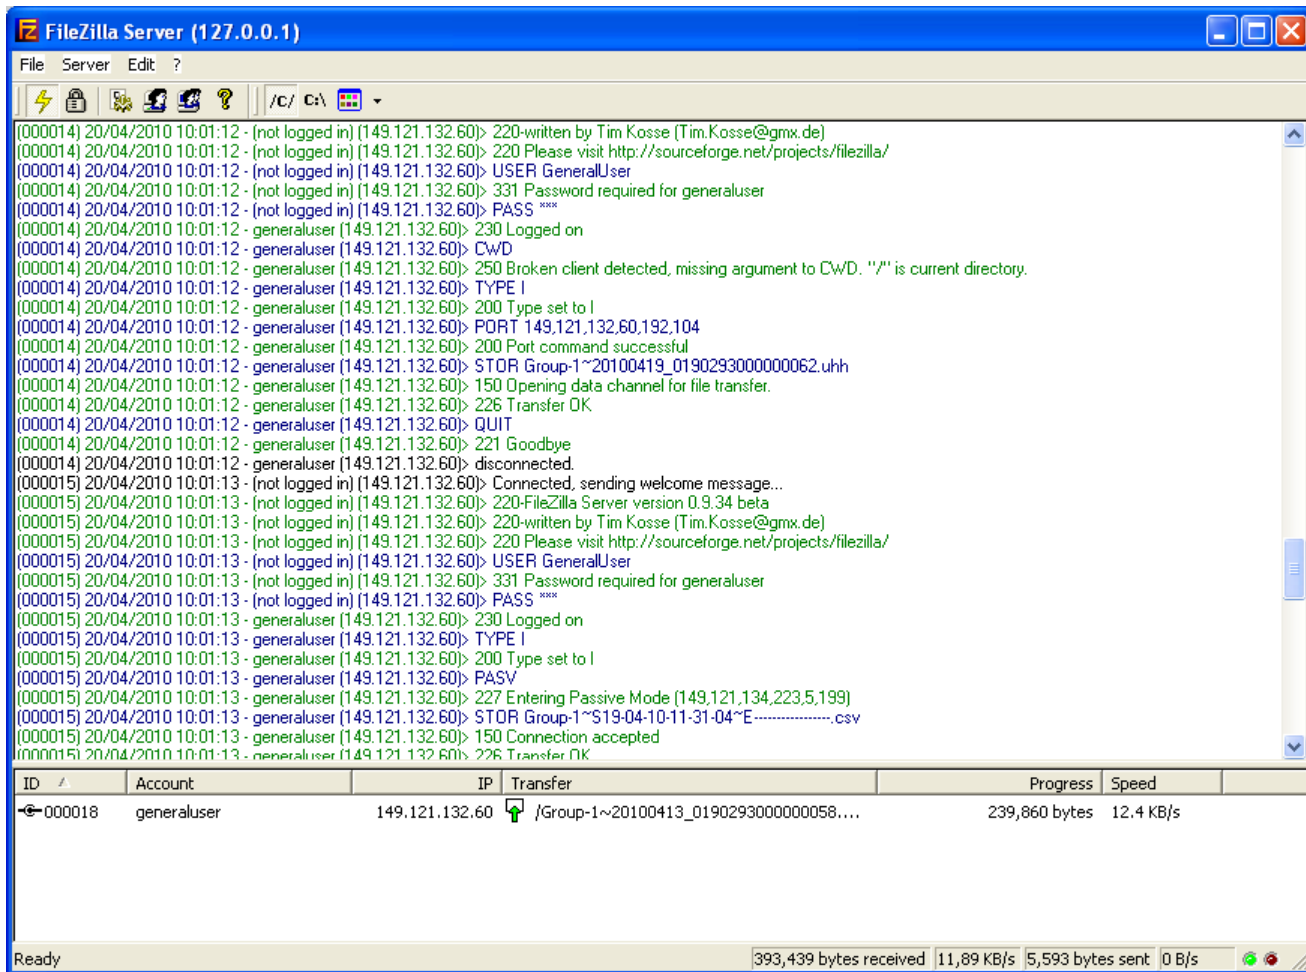 FileZilla Server (127.0.0.1)
File Server Edit ?
/C/ C:\
(000014) 20/04/2010 10:01:12 - (not logged in) (149.121.132.60)> 220-written by Tim Kosse (Tim.Kosse@gmx.de)
(000014) 20/04/2010 10:01:12 - (not logged in) (149.121.132.60)> 220 Please visit http://sourceforge.net/projects/filezilla/
(000014) 20/04/2010 10:01:12 - (not logged in) (149.121.132.60)> USER GeneralUser
(000014) 20/04/2010 10:01:12 - (not logged in) (149.121.132.60)> 331 Password required for generaluser
(000014) 20/04/2010 10:01:12 - (not logged in) (149.121.132.60)> PASS ***
(000014) 20/04/2010 10:01:12 - generaluser (149.121.132.60)> 230 Logged on
(000014) 20/04/2010 10:01:12 - generaluser (149.121.132.60)> CWD
(000014) 20/04/2010 10:01:12 - generaluser (149.121.132.60)> 250 Broken client detected, missing argument to CWD. "/" is current directory.
(000014) 20/04/2010 10:01:12 - generaluser (149.121.132.60)> TYPE I
(000014) 20/04/2010 10:01:12 - generaluser (149.121.132.60)> 200 Type set to I
(000014) 20/04/2010 10:01:12 - generaluser (149.121.132.60)> PORT 149,121,132,60,192,104
(000014) 20/04/2010 10:01:12 - generaluser (149.121.132.60)> 200 Port command successful
(000014) 20/04/2010 10:01:12 - generaluser (149.121.132.60)> STOR Group-1~20100419_0190293000000062.uhh
(000014) 20/04/2010 10:01:12 - generaluser (149.121.132.60)> 150 Opening data channel for file transfer.
(000014) 20/04/2010 10:01:12 - generaluser (149.121.132.60)> 226 Transfer OK
(000014) 20/04/2010 10:01:12 - generaluser (149.121.132.60)> QUIT
(000014) 20/04/2010 10:01:12 - generaluser (149.121.132.60)> 221 Goodbye
(000014) 20/04/2010 10:01:12 - generaluser (149.121.132.60)> disconnected.
(000015) 20/04/2010 10:01:13 - (not logged in) (149.121.132.60)> Connected, sending welcome message...
(000015) 20/04/2010 10:01:13 - (not logged in) (149.121.132.60)> 220-FileZilla Server version 0.9.34 beta
(000015) 20/04/2010 10:01:13 - (not logged in) (149.121.132.60)> 220-written by Tim Kosse (Tim.Kosse@gmx.de)
(000015) 20/04/2010 10:01:13 - (not logged in) (149.121.132.60)> 220 Please visit http://sourceforge.net/projects/filezilla/
(000015) 20/04/2010 10:01:13 - (not logged in) (149.121.132.60)> USER GeneralUser
(000015) 20/04/2010 10:01:13 - (not logged in) (149.121.132.60)> 331 Password required for generaluser
(000015) 20/04/2010 10:01:13 - (not logged in) (149.121.132.60)> PASS ***
(000015) 20/04/2010 10:01:13 - generaluser (149.121.132.60)> 230 Logged on
(000015) 20/04/2010 10:01:13 - generaluser (149.121.132.60)> TYPE I
(000015) 20/04/2010 10:01:13 - generaluser (149.121.132.60)> 200 Type set to I
(000015) 20/04/2010 10:01:13 - generaluser (149.121.132.60)> PASV
(000015) 20/04/2010 10:01:13 - generaluser (149.121.132.60)> 227 Entering Passive Mode (149,121,134,223,5,199)
(000015) 20/04/2010 10:01:13 - generaluser (149.121.132.60)> STOR Group-1~S19-04-10-11-31-04~E-----------------.csv
(000015) 20/04/2010 10:01:13 - generaluser (149.121.132.60)> 150 Connection accepted
(000015) 20/04/2010 10:01:13 - generaluser (149.121.132.60)> 226 Transfer OK
ID Account IP Transfer Progress Speed
000018 generaluser 149.121.132.60 /Group-1~20100413_0190293000000058.... 239,860 bytes 12.4 KB/s
Ready 393,439 bytes received 11,89 KB/s 5,593 bytes sent 0 B/s